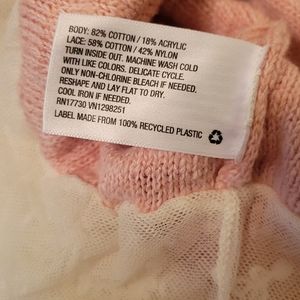 BODY: 82% COTTON / 18% ACRYLIC
LACE: 58% COTTON / 42% NYLON
TURN INSIDE OUT. MACHINE WASH COLD
WITH LIKE COLORS. DELICATE CYCLE.
ONLY NON-CHLORINE BLEACH IF NEEDED.
RESHAPE AND LAY FLAT TO DRY.
COOL IRON IF NEEDED.
RN17730 VN1298251
LABEL MADE FROM 100% RECYCLED PLASTIC